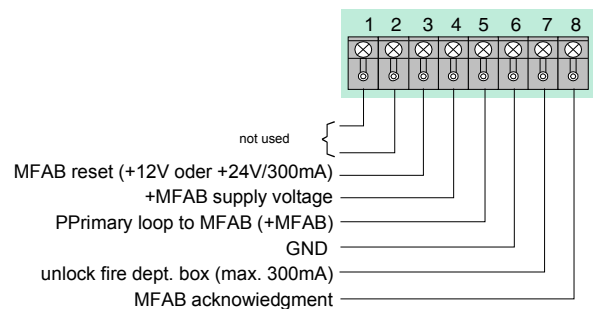 1 2 3 4 5 6 7 8
not used
MFAB reset (+12V oder +24V/300mA)
+MFAB supply voltage
PPrimary loop to MFAB (+MFAB)
GND
unlock fire dept. box (max. 300mA)
MFAB acknowiedgment